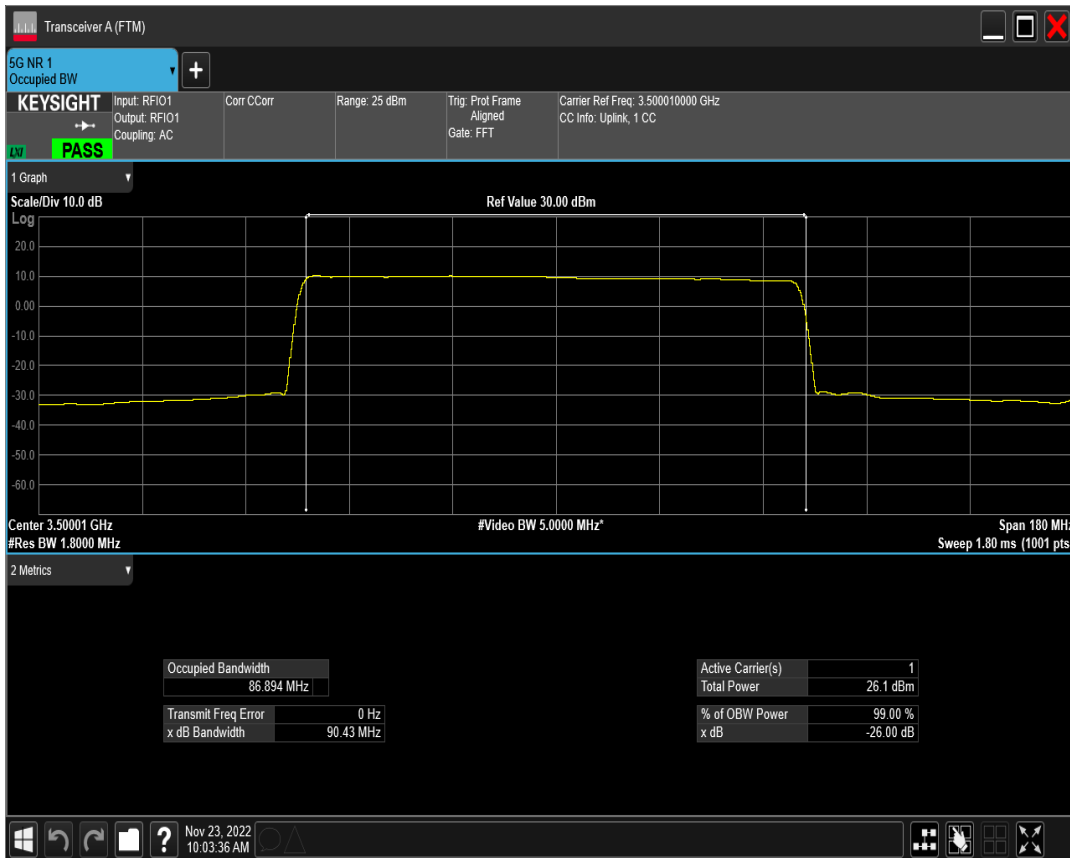 Transceiver A (FTM)
5G NR 1
Occupied BW
+
KEYSIGHT
LXI
PASS
Input: RFIO1
Output: RFIO1
Coupling: AC
Corr CCorr
Range: 25 dBm
Trig: Prot Frame
Aligned
Gate: FFT
Carrier Ref Freq: 3.500010000 GHz
CC Info: Uplink, 1 CC
1 Graph
Scale/Div 10.0 dB
Ref Value 30.00 dBm
Log
20.0
10.0
0.00
-10.0
-20.0
-30.0
-40.0
-50.0
-60.0
Center 3.50001 GHz
#Video BW 5.0000 MHz*
Span 180 MHz
#Res BW 1.8000 MHz
Sweep 1.80 ms (1001 pts
2 Metrics
Occupied Bandwidth
86.894 MHz
Transmit Freq Error 0 Hz
x dB Bandwidth 90.43 MHz
Active Carrier(s) 1
Total Power 26.1 dBm
% of OBW Power 99.00 %
x dB -26.00 dB
?
Nov 23, 2022
10:03:36 AM